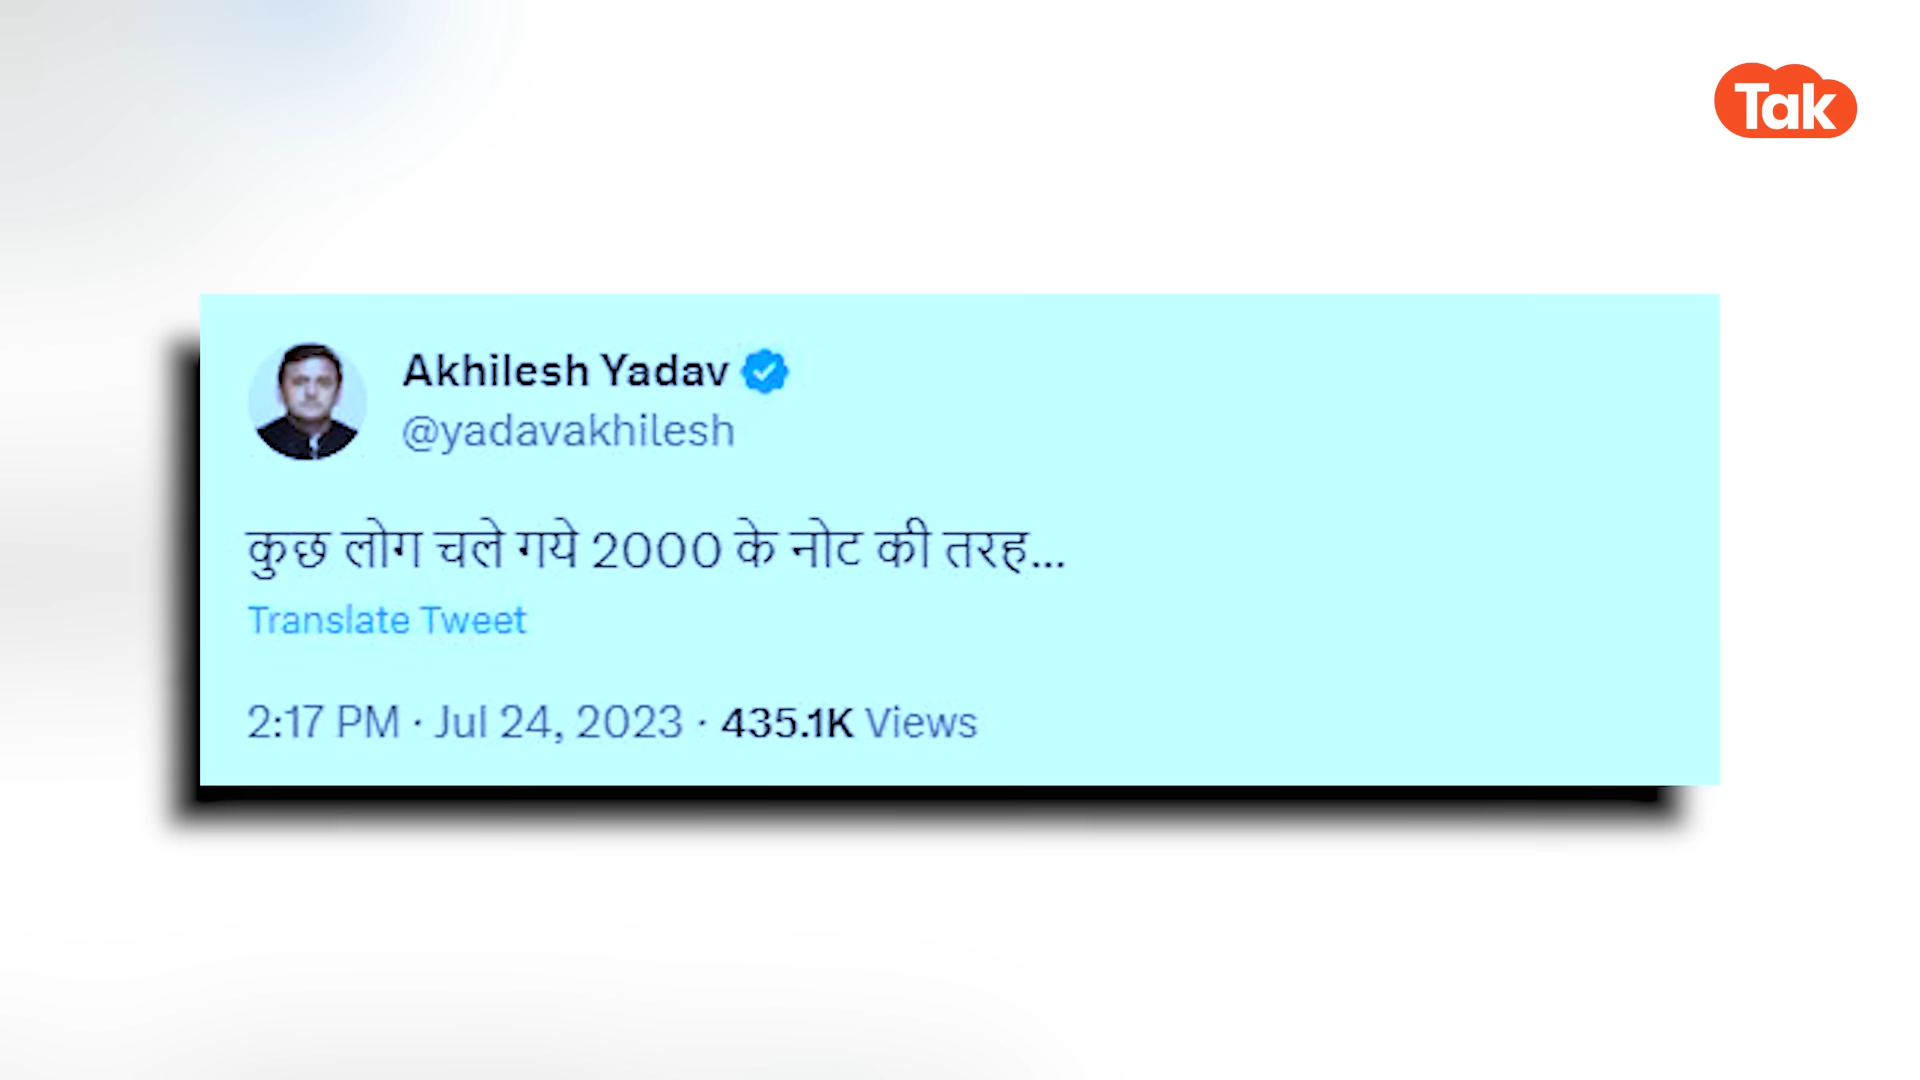 Tak
Akhilesh Yadav
@yadavakhilesh
कुछ लोग चले गये 2000 के नोट की तरह...
Translate Tweet
2:17 PM · Jul 24, 2023 · 435.1K Views